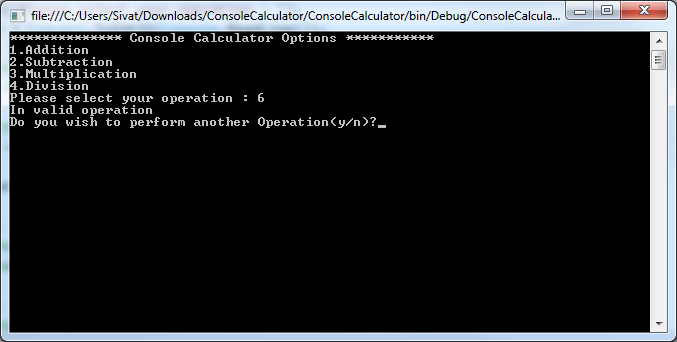 file:///C:/Users/Sivat/Downloads/ConsoleCalculator/ConsoleCalculator/bin/Debug/ConsoleCalcula...
************** Console Calculator Options ***********
1.Addition
2.Subtraction
3.Multiplication
4.Division
Please select your operation : 6
In valid operation
Do you wish to perform another Operation(y/n)?_